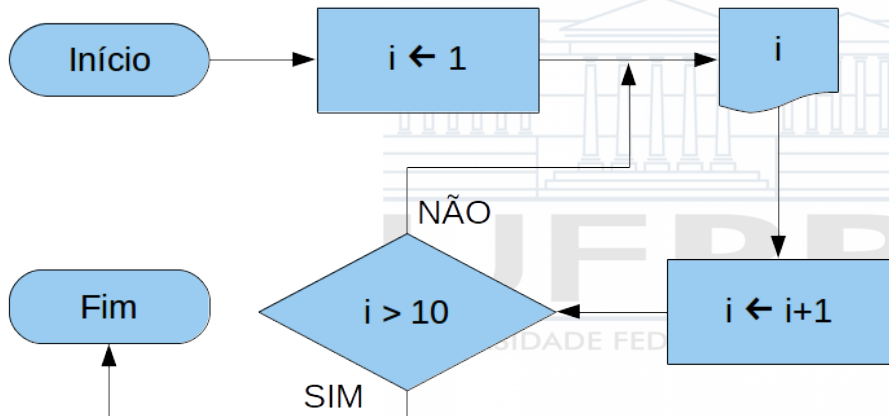 Início
i ← 1
i
NÃO
Fim
i > 10
i ← i+1
SIM